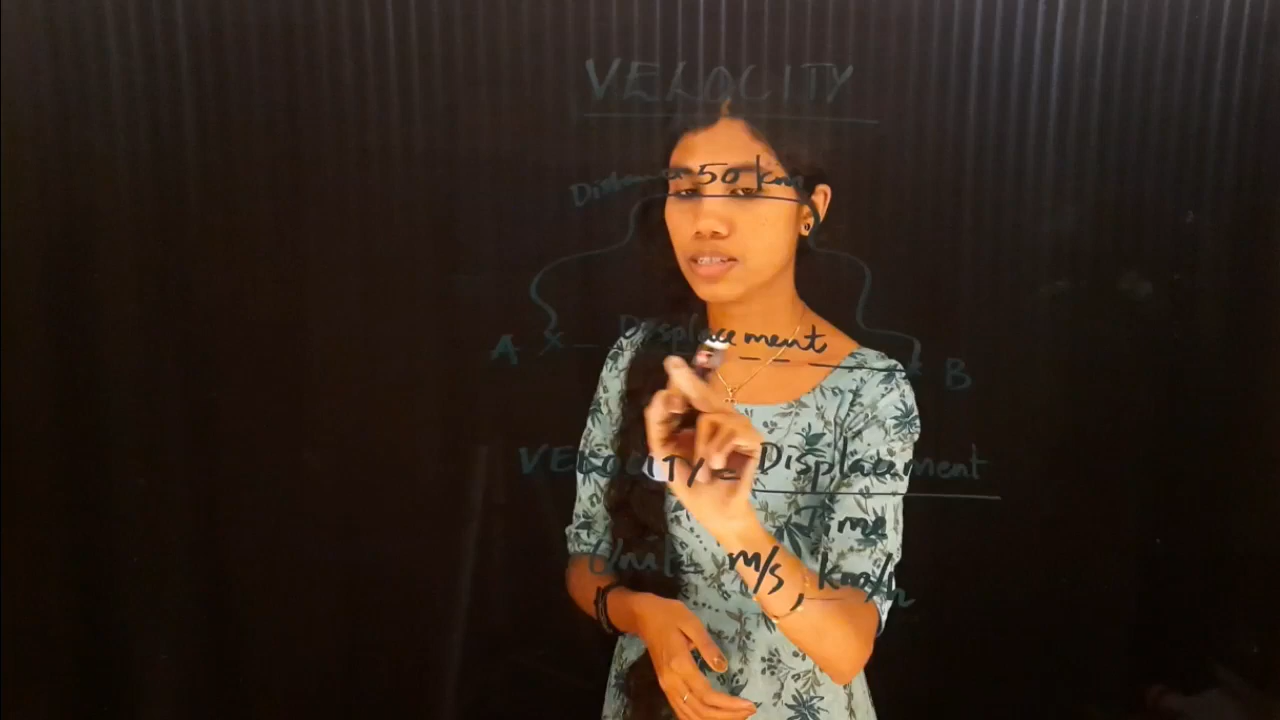 VELOCITY
Distance 50 km
Displacement
A B
VELOCITY = Displacement
Time
Unit - m/s, km/h